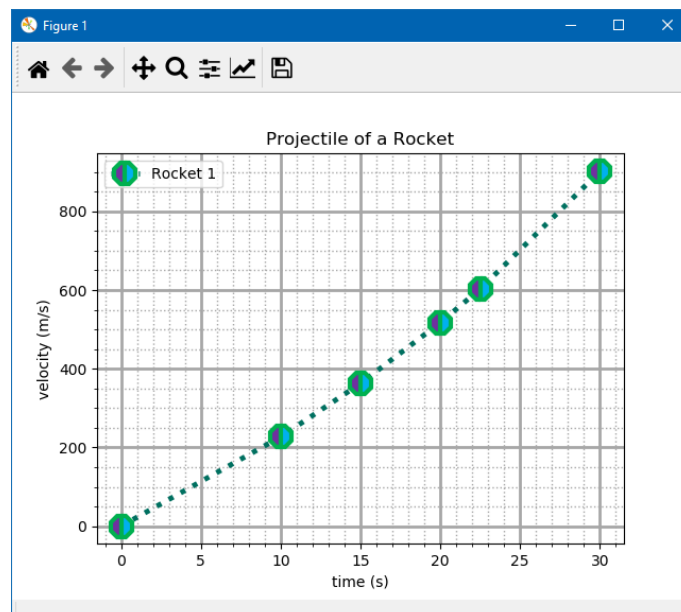 Figure 1
Projectile of a Rocket
Rocket 1
800
600
400
200
0
velocity (m/s)
0 5 10 15 20 25 30
time (s)